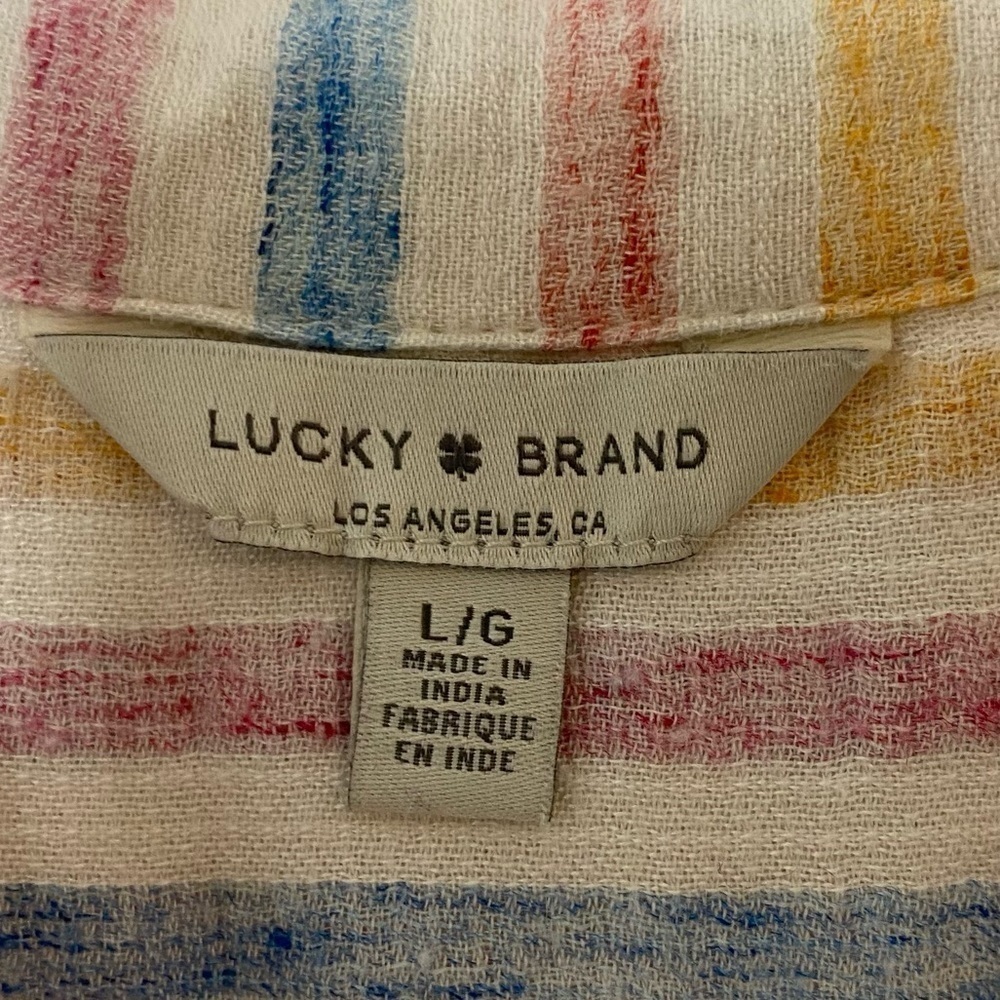 LUCKY BRAND
LOS ANGELES, CA
L/G
MADE IN
INDIA
FABRIQUE
EN INDE